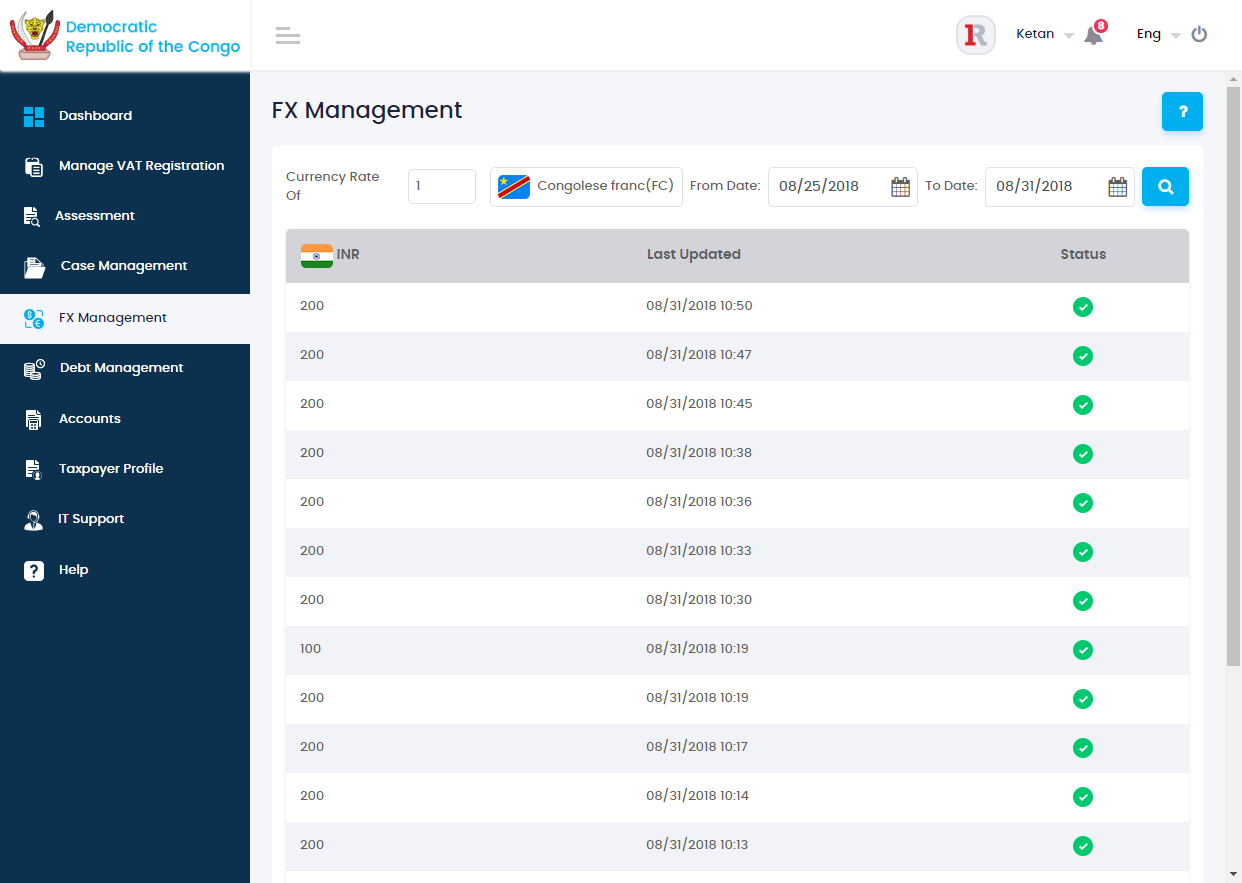 Democratic
Republic of the Congo
Ketan
8
Eng
Dashboard
Manage VAT Registration
Assessment
Case Management
FX Management
Debt Management
Accounts
Taxpayer Profile
IT Support
? Help
FX Management
?
Currency Rate
Of
1
Congolese franc(FC)
From Date:
08/25/2018
To Date:
08/31/2018
INR Last Updated Status
200 08/31/2018 10:50
200 08/31/2018 10:47
200 08/31/2018 10:45
200 08/31/2018 10:38
200 08/31/2018 10:36
200 08/31/2018 10:33
200 08/31/2018 10:30
100 08/31/2018 10:19
200 08/31/2018 10:19
200 08/31/2018 10:17
200 08/31/2018 10:14
200 08/31/2018 10:13